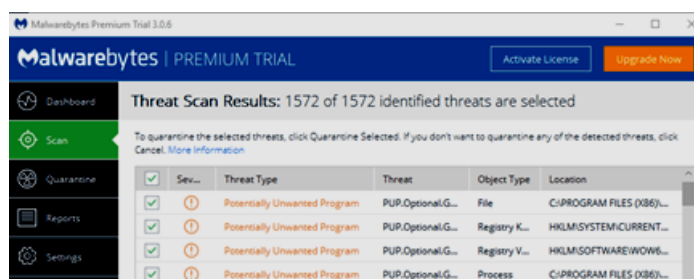 Malwarebytes Premium Trial 3.0.6
Malwarebytes | PREMIUM TRIAL
Activate License
Upgrade Now
Dashboard
Scan
Quarantine
Reports
Settings
Threat Scan Results: 1572 of 1572 identified threats are selected
To quarantine the selected threats, click Quarantine Selected. If you don't want to quarantine any of the detected threats, click
Cancel. More Information
Sev... Threat Type Threat Object Type Location
Potentially Unwanted Program PUP.Optional.G... File C:\PROGRAM FILES (X86)\...
Potentially Unwanted Program PUP.Optional.G... Registry K... HKLM\SYSTEM\CURRENT...
Potentially Unwanted Program PUP.Optional.G... Registry V... HKLM\SOFTWARE\WOW6...
Potentially Unwanted Program PUP.Optional.G... Process C:\PROGRAM FILES (X86)\...